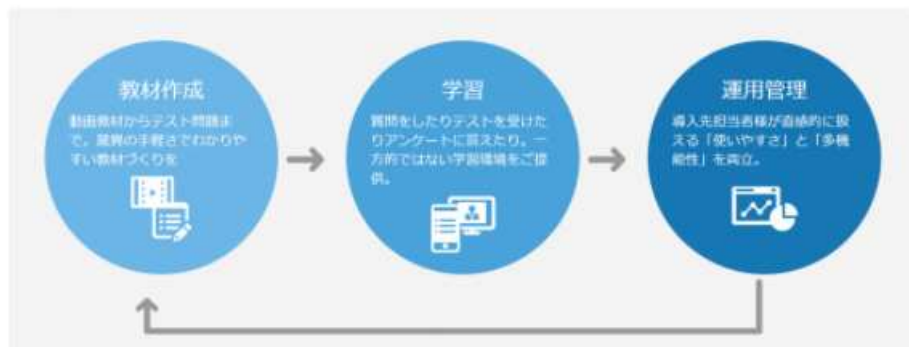 教材作成
動画教材からテスト問題ま
で。驚異の手軽さでわかりや
すい教材づくりを
学習
質問をしたりテストを受けた
りアンケートに答えたり。一
方的ではない学習環境をご提
供。
運用管理
導入先担当者様が直感的に扱
える「使いやすさ」と「多機
能性」を両立。